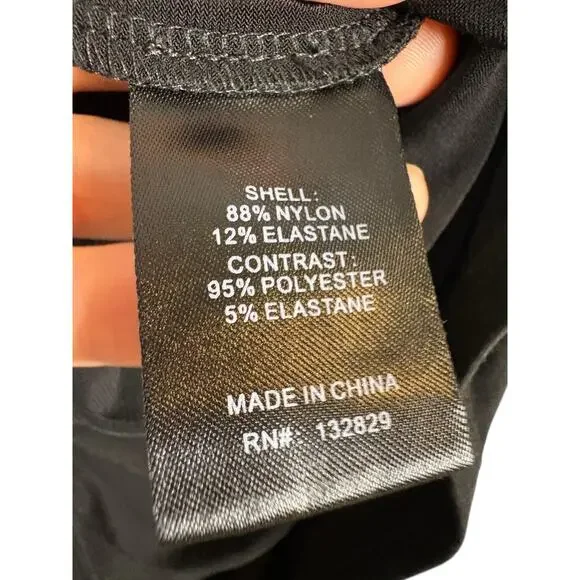 SHELL:
88% NYLON
12% ELASTANE
CONTRAST:
95% POLYESTER
5% ELASTANE
MADE IN CHINA
RN#: 132829